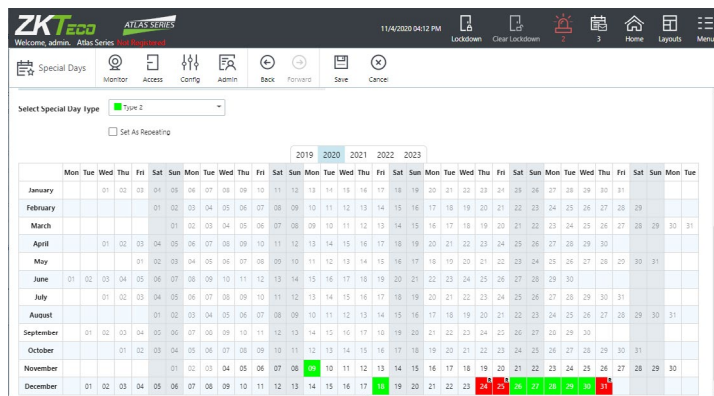 ZKTeco ATLAS SERIES
Welcome, admin. Atlas Series Not Registered
11/4/2020 04:12 PM
Lockdown Clear Lockdown 2 3 Home Layouts Menu
Special Days Monitor Access Config Admin Back Forward Save Cancel
Select Special Day Type Type 2
Set As Repeating
2019 2020 2021 2022 2023
Mon Tue Wed Thu Fri Sat Sun Mon Tue Wed Thu Fri Sat Sun Mon Tue Wed Thu Fri Sat Sun Mon Tue Wed Thu Fri Sat Sun Mon Tue Wed Thu Fri Sat Sun Mon Tue
January 01 02 03 04 05 06 07 08 09 10 11 12 13 14 15 16 17 18 19 20 21 22 23 24 25 26 27 28 29 30 31
February 01 02 03 04 05 06 07 08 09 10 11 12 13 14 15 16 17 18 19 20 21 22 23 24 25 26 27 28 29
March 01 02 03 04 05 06 07 08 09 10 11 12 13 14 15 16 17 18 19 20 21 22 23 24 25 26 27 28 29 30 31
April 01 02 03 04 05 06 07 08 09 10 11 12 13 14 15 16 17 18 19 20 21 22 23 24 25 26 27 28 29 30
May 01 02 03 04 05 06 07 08 09 10 11 12 13 14 15 16 17 18 19 20 21 22 23 24 25 26 27 28 29 30 31
June 01 02 03 04 05 06 07 08 09 10 11 12 13 14 15 16 17 18 19 20 21 22 23 24 25 26 27 28 29 30
July 01 02 03 04 05 06 07 08 09 10 11 12 13 14 15 16 17 18 19 20 21 22 23 24 25 26 27 28 29 30 31
August 01 02 03 04 05 06 07 08 09 10 11 12 13 14 15 16 17 18 19 20 21 22 23 24 25 26 27 28 29 30 31
September 01 02 03 04 05 06 07 08 09 10 11 12 13 14 15 16 17 18 19 20 21 22 23 24 25 26 27 28 29 30
October 01 02 03 04 05 06 07 08 09 10 11 12 13 14 15 16 17 18 19 20 21 22 23 24 25 26 27 28 29 30 31
November 01 02 03 04 05 06 07 08 09 10 11 12 13 14 15 16 17 18 19 20 21 22 23 24 25 26 27 28 29 30
December 01 02 03 04 05 06 07 08 09 10 11 12 13 14 15 16 17 18 19 20 21 22 23 24 25 26 27 28 29 30 31